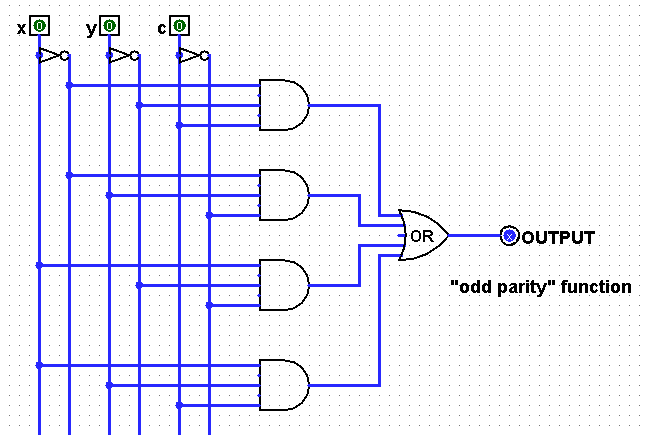 x 0 y 0 c 0
OR
x OUTPUT
"odd parity" function